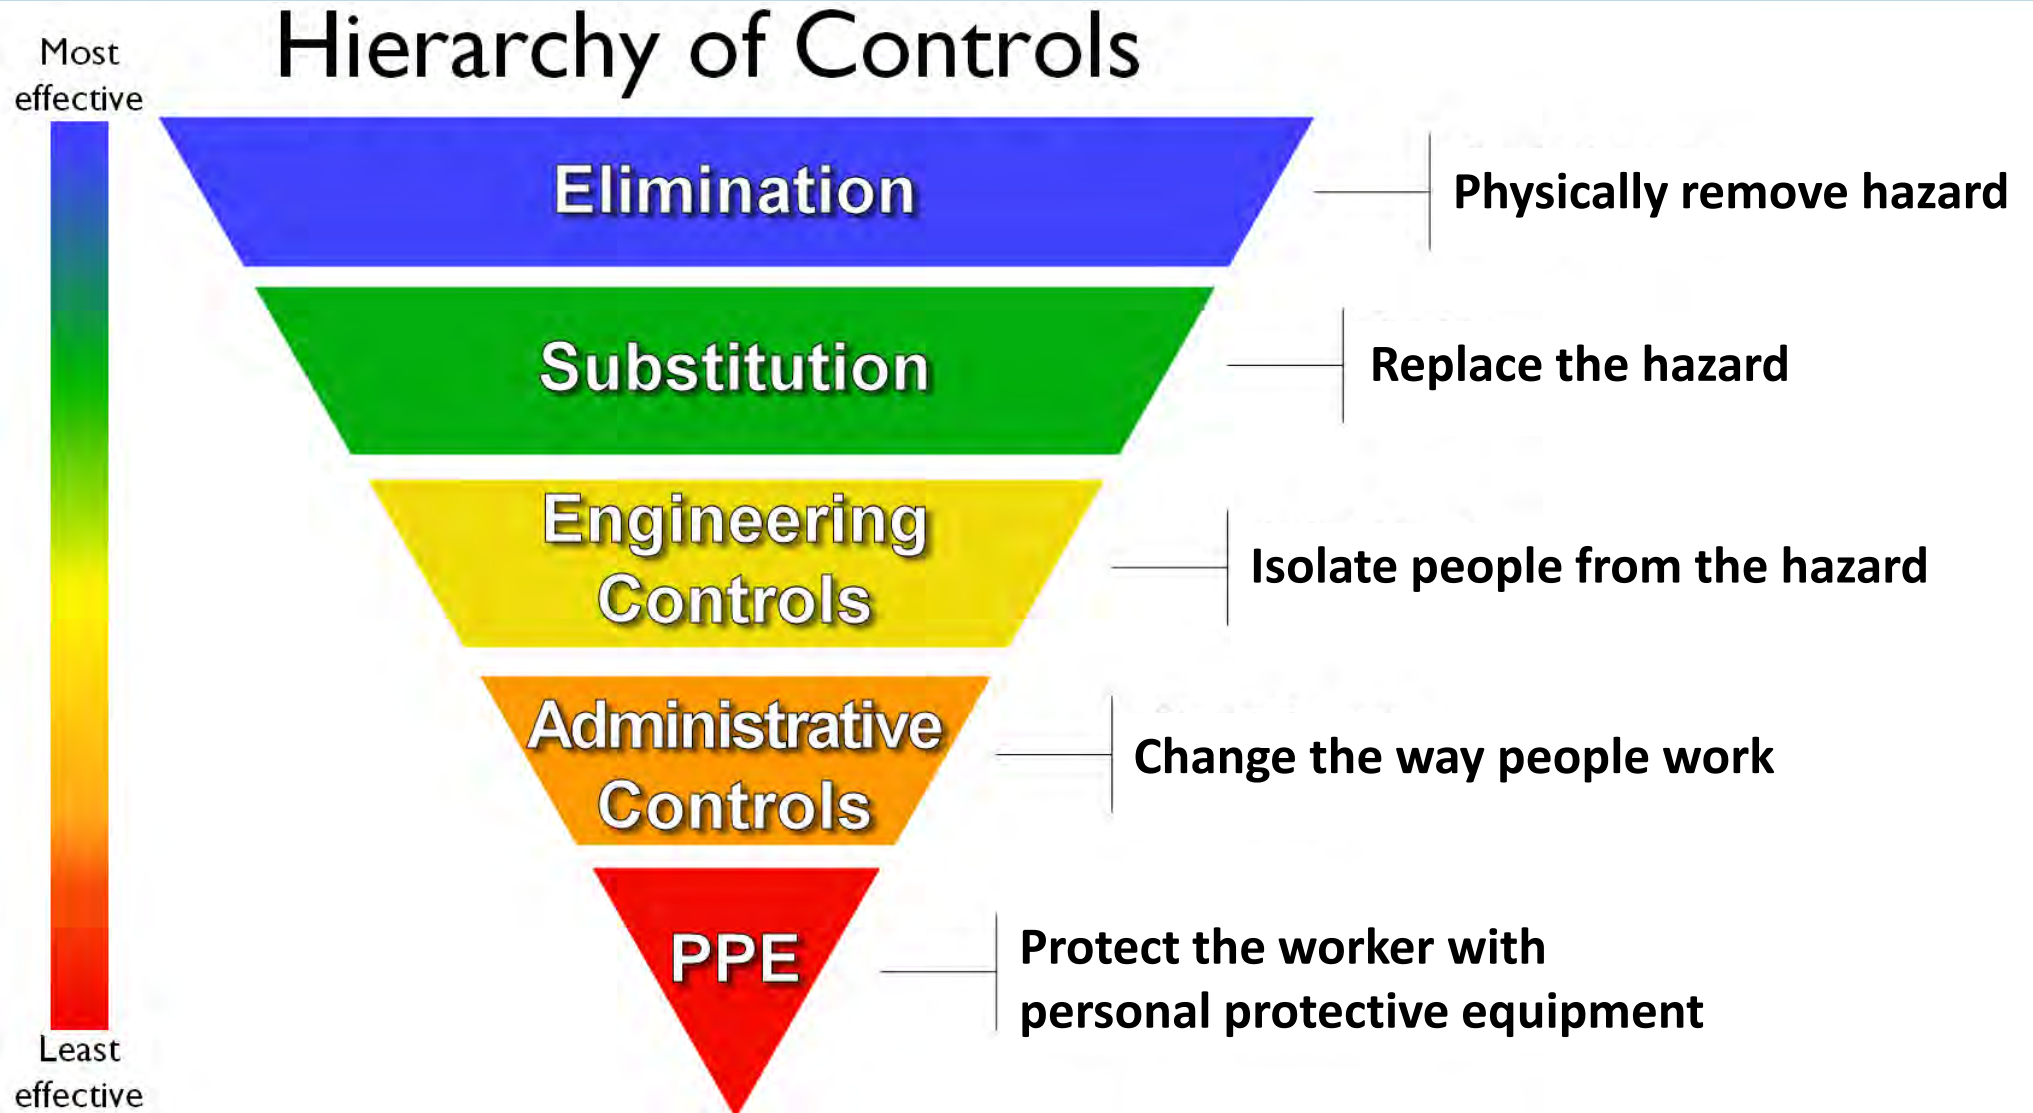 Hierarchy of Controls
Most
effective
Elimination
Physically remove hazard
Substitution
Replace the hazard
Engineering
Controls
Isolate people from the hazard
Administrative
Controls
Change the way people work
PPE
Protect the worker with
personal protective equipment
Least
effective